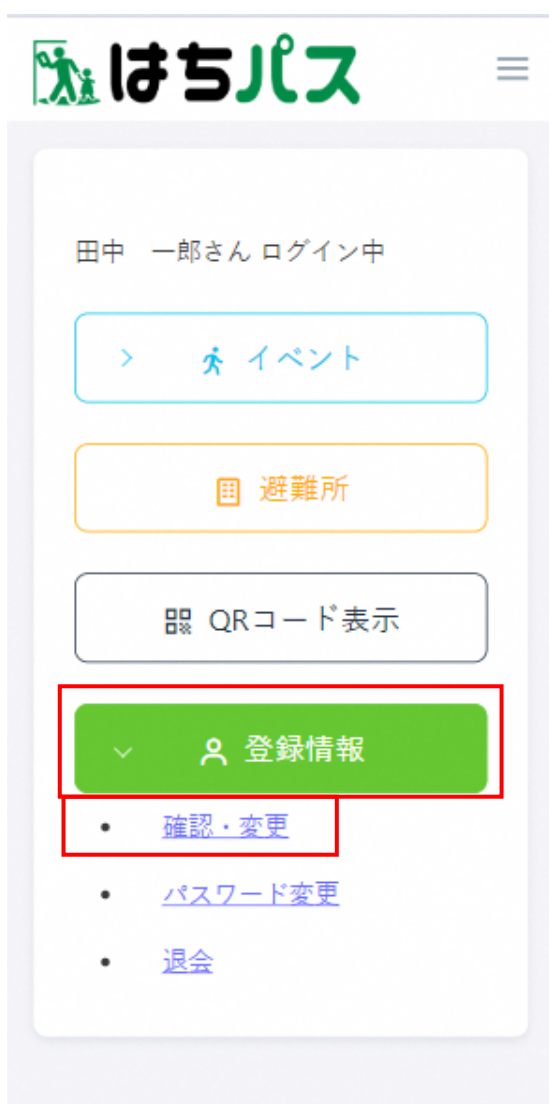 はちパス
田中　一郎さん ログイン中
イベント
避難所
QRコード表示
登録情報
確認・変更
パスワード変更
退会